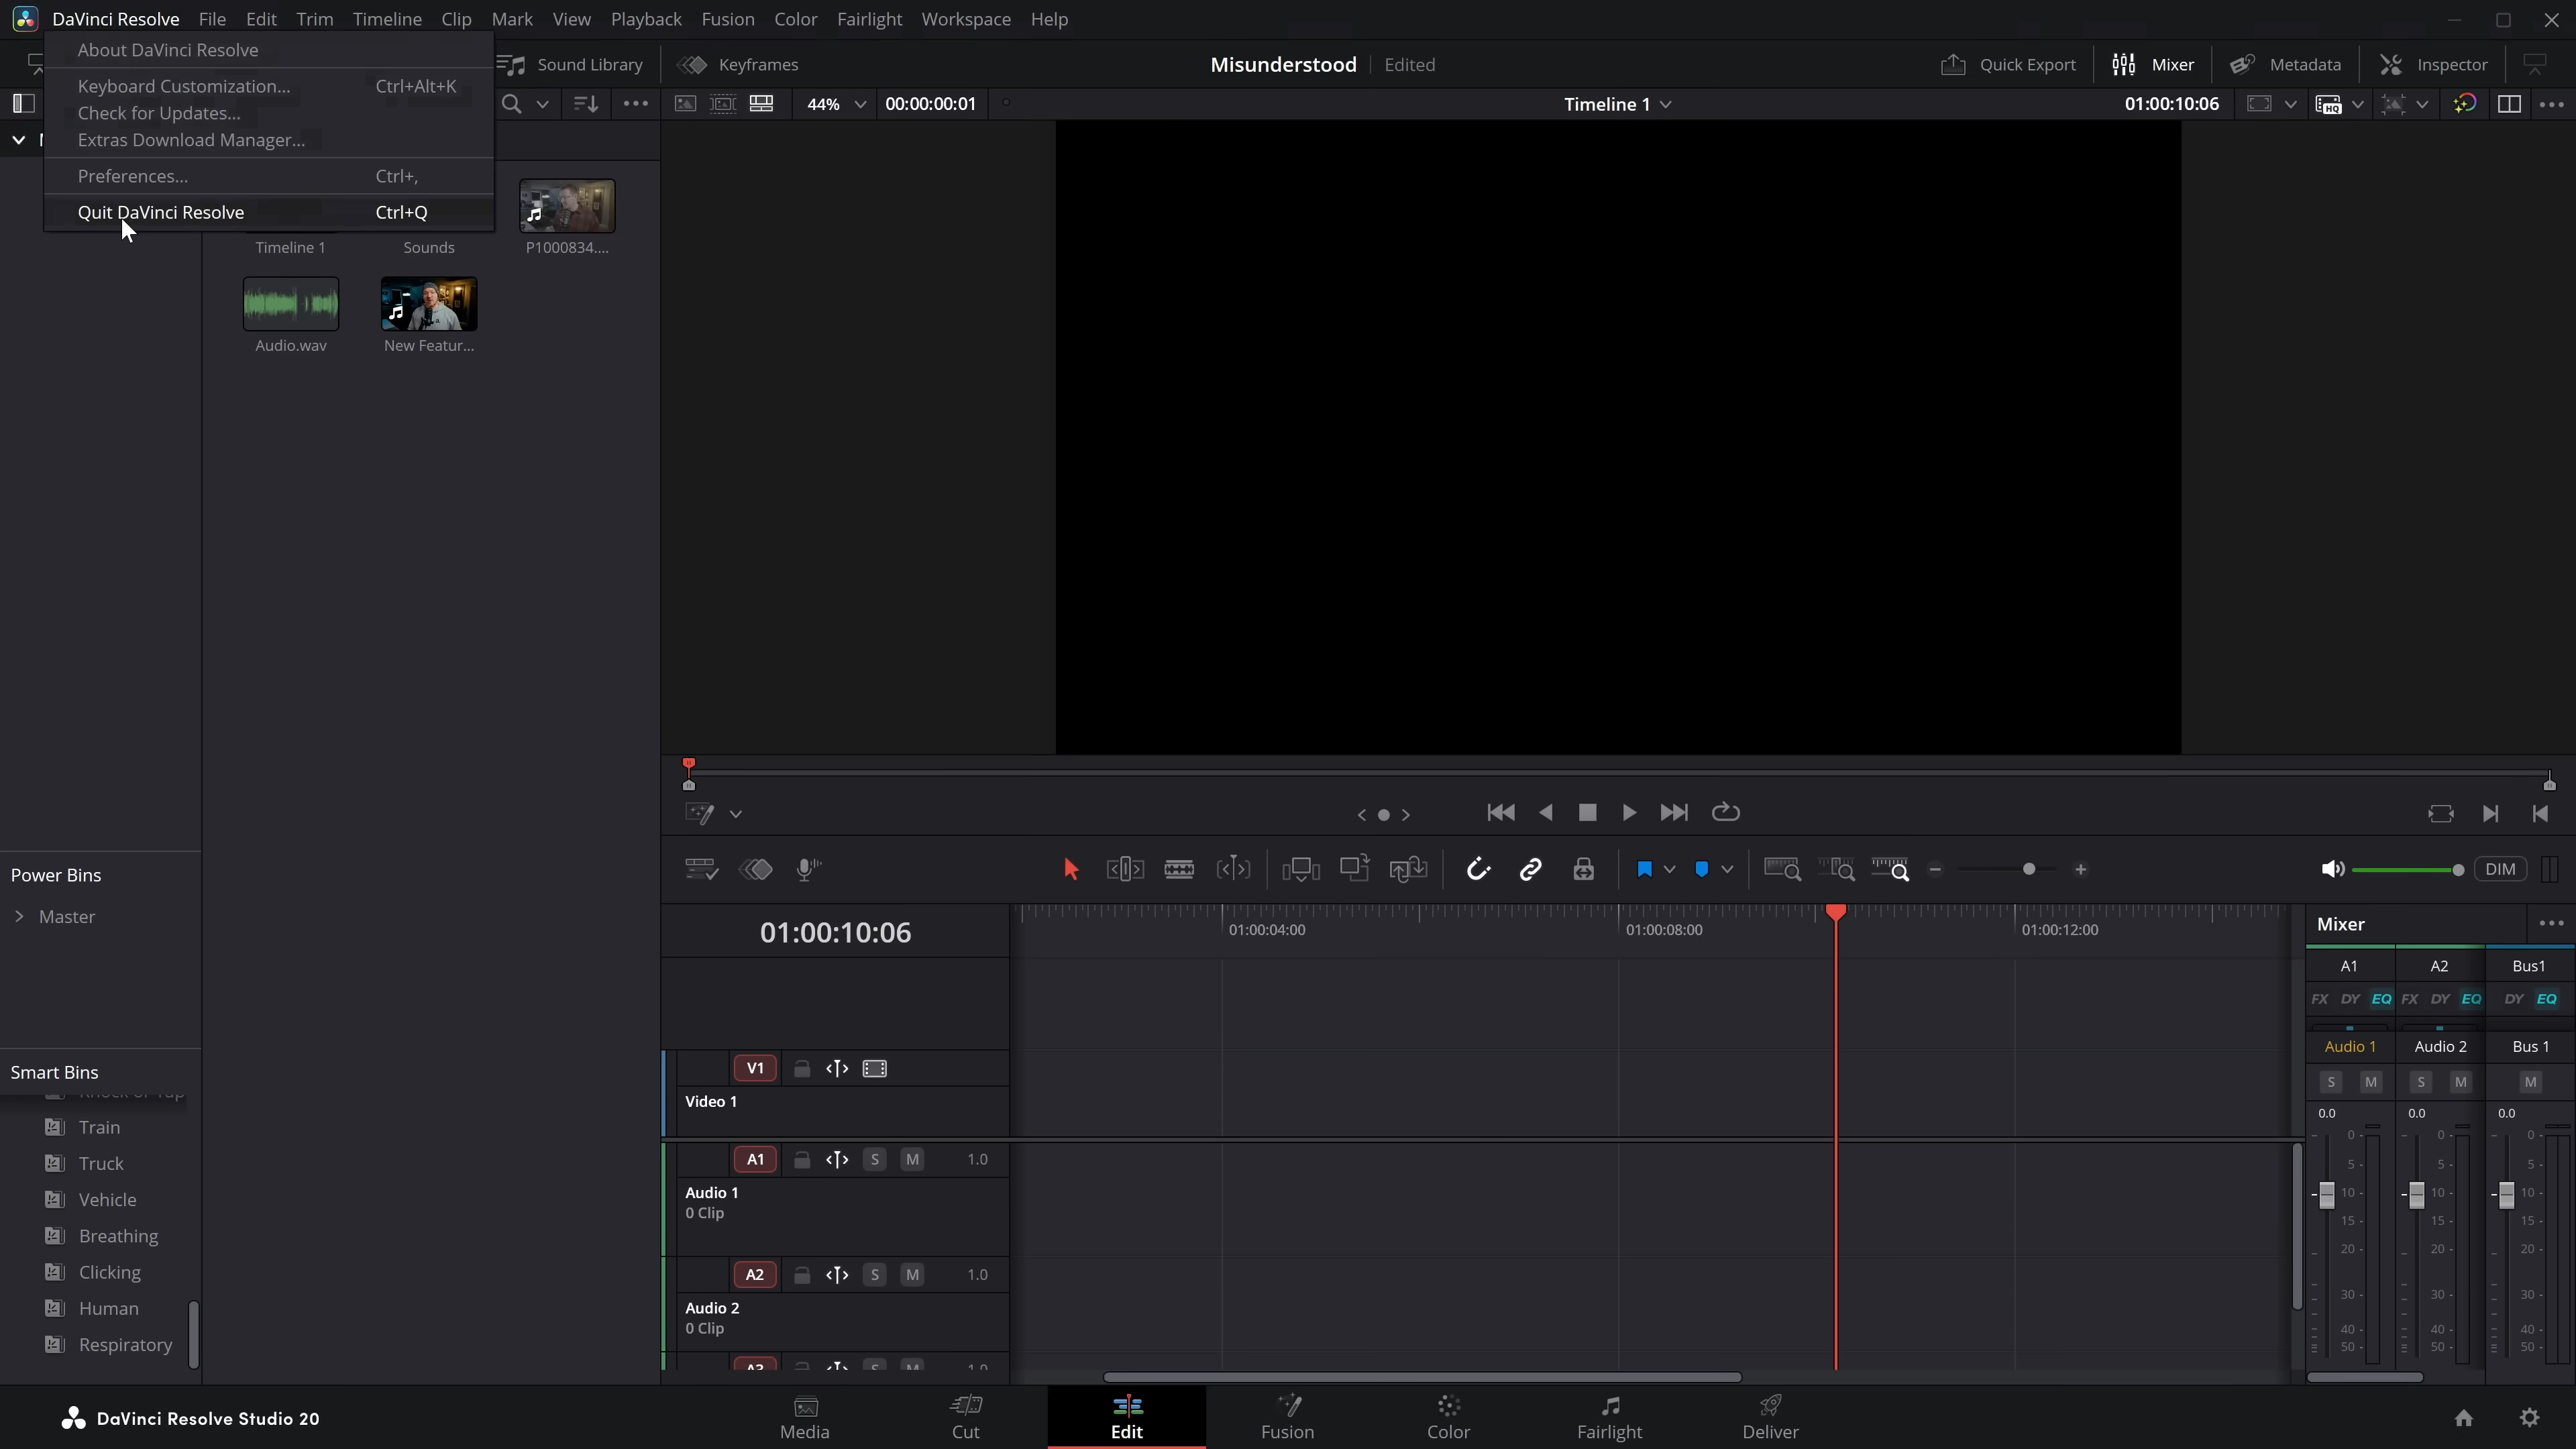 DaVinci Resolve File Edit Trim Timeline Clip Mark View Playback Fusion Color Fairlight Workspace Help
About DaVinci Resolve
Keyboard Customization... Ctrl+Alt+K
Check for Updates...
Extras Download Manager...
Preferences... Ctrl+,
Quit DaVinci Resolve Ctrl+Q
Sound Library Keyframes Misunderstood Edited Quick Export Mixer Metadata Inspector
44% 00:00:00:01 Timeline 1 01:00:10:06
Timeline 1 Sounds P1000834....
Audio.wav New Featur...
Power Bins
Master
Smart Bins
Train
Truck
Vehicle
Breathing
Clicking
Human
Respiratory
DIM
01:00:10:06
01:00:04:00 01:00:08:00 01:00:12:00
V1
Video 1
A1 S M 1.0
Audio 1
0 Clip
A2 S M 1.0
Audio 2
0 Clip
A3 S M 1.0
Mixer
A1 A2 Bus1
FX DY EQ FX DY EQ DY EQ
Audio 1 Audio 2 Bus 1
S M S M M
0.0 0.0 0.0
0 0 0
5 5 5
10 10 10
15 15 15
20 20 20
30 30 30
40 40 40
50 50 50
DaVinci Resolve Studio 20
Media Cut Edit Fusion Color Fairlight Deliver